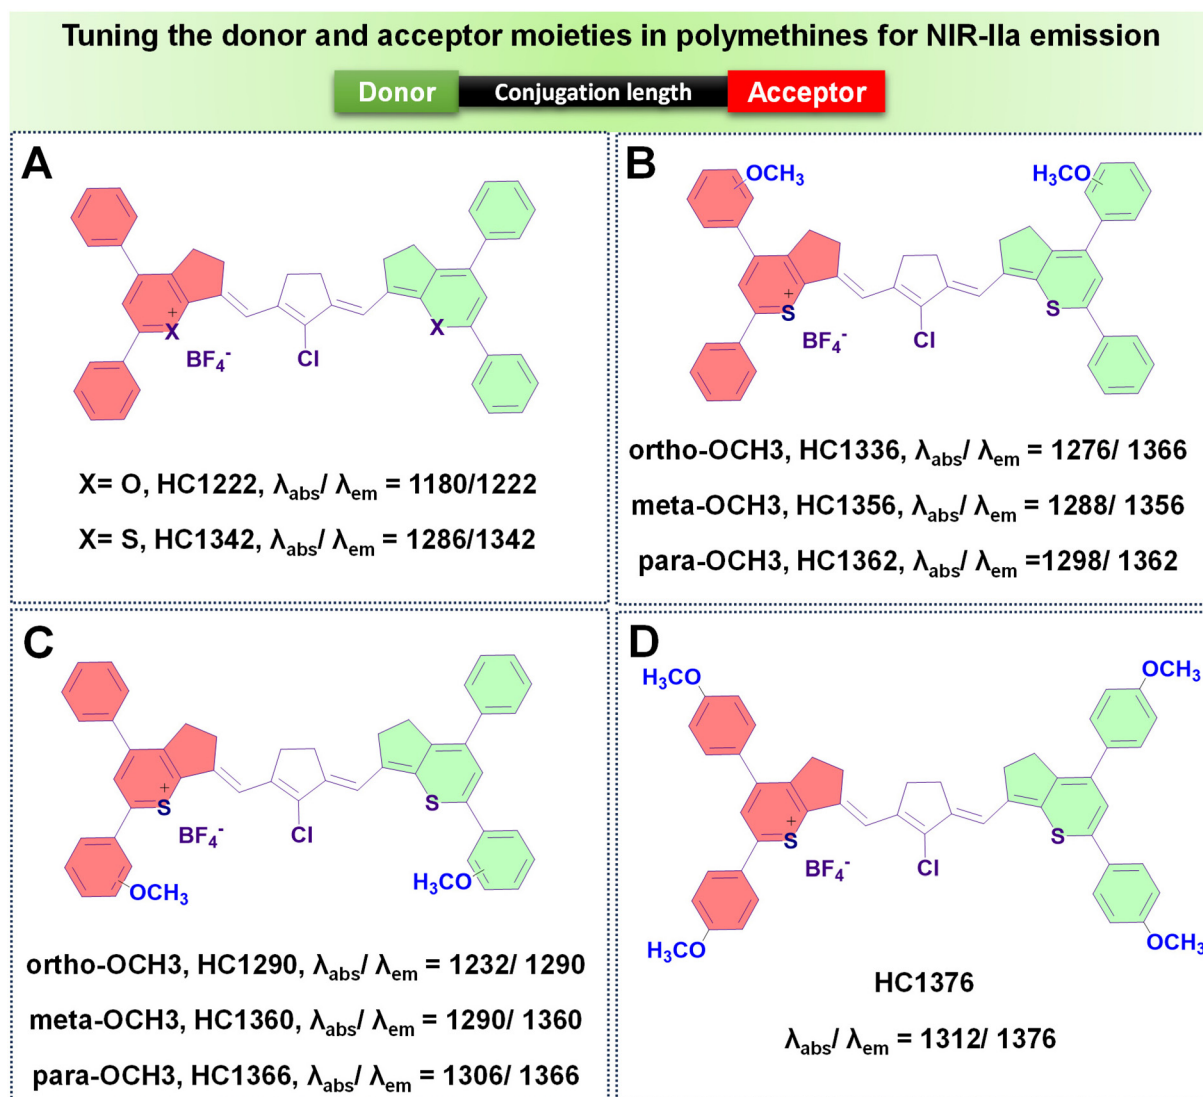 Tuning the donor and acceptor moieties in polymethines for NIR-IIa emission
Donor Conjugation length Acceptor
A
X
+
X
BF₄⁻
Cl
X= O, HC1222, λabs/ λem = 1180/1222
X= S, HC1342, λabs/ λem = 1286/1342
B
OCH₃
H₃CO
+
S
S
BF₄⁻
Cl
ortho-OCH3, HC1336, λabs/ λem = 1276/ 1366
meta-OCH3, HC1356, λabs/ λem = 1288/ 1356
para-OCH3, HC1362, λabs/ λem =1298/ 1362
C
+
S
S
BF₄⁻
Cl
OCH₃
H₃CO
ortho-OCH3, HC1290, λabs/ λem = 1232/ 1290
meta-OCH3, HC1360, λabs/ λem = 1290/ 1360
para-OCH3, HC1366, λabs/ λem = 1306/ 1366
D
H₃CO
OCH₃
+
S
S
BF₄⁻
Cl
H₃CO
OCH₃
HC1376
λabs/ λem = 1312/ 1376